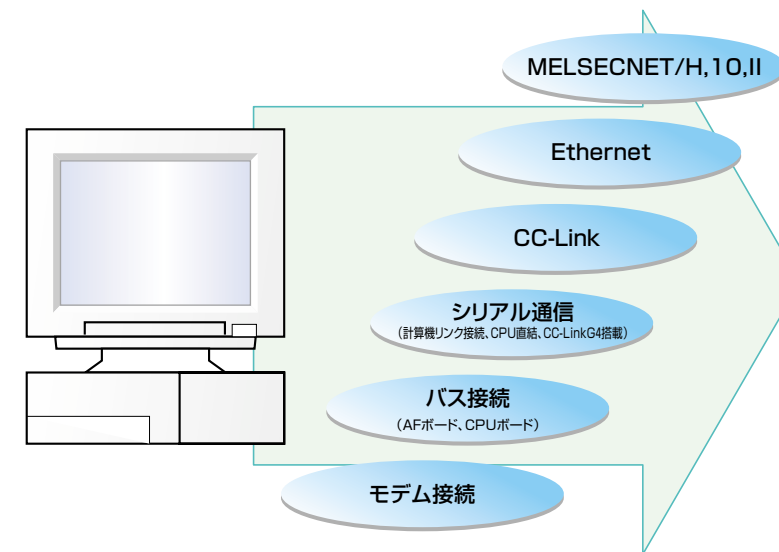 MELSECNET/H,10,II
Ethernet
CC-Link
シリアル通信
（計算機リンク接続、CPU直結、CC-LinkG4搭載）
バス接続
（AFボード、CPUボード）
モデム接続